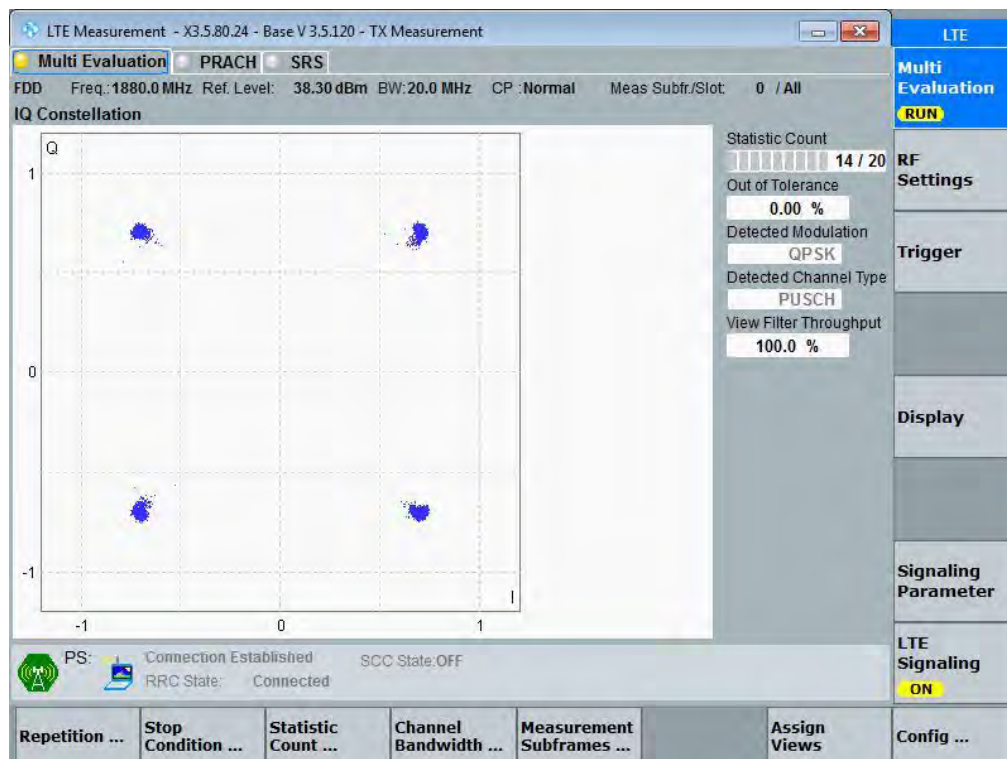 LTE Measurement - X3.5.80.24 - Base V 3.5.120 - TX Measurement
LTE
Multi Evaluation PRACH SRS
FDD Freq.:1880.0 MHz Ref. Level: 38.30 dBm BW:20.0 MHz CP :Normal Meas Subfr./Slot: 0 / All
IQ Constellation
Q
1
0
-1
I
-1 0 1
Statistic Count
14 / 20
Out of Tolerance
0.00 %
Detected Modulation
QPSK
Detected Channel Type
PUSCH
View Filter Throughput
100.0 %
Multi
Evaluation
RUN
RF
Settings
Trigger
Display
Signaling
Parameter
LTE
Signaling
ON
PS: Connection Established SCC State:OFF
RRC State: Connected
Repetition ...
Stop
Condition ...
Statistic
Count ...
Channel
Bandwidth ...
Measurement
Subframes ...
Assign
Views
Config ...